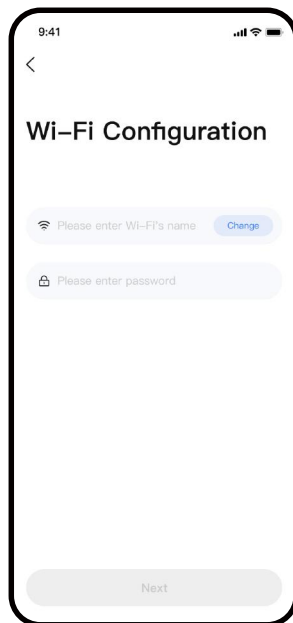 9:41
Wi-Fi Configuration
Please enter Wi-Fi's name Change
Please enter password
Next